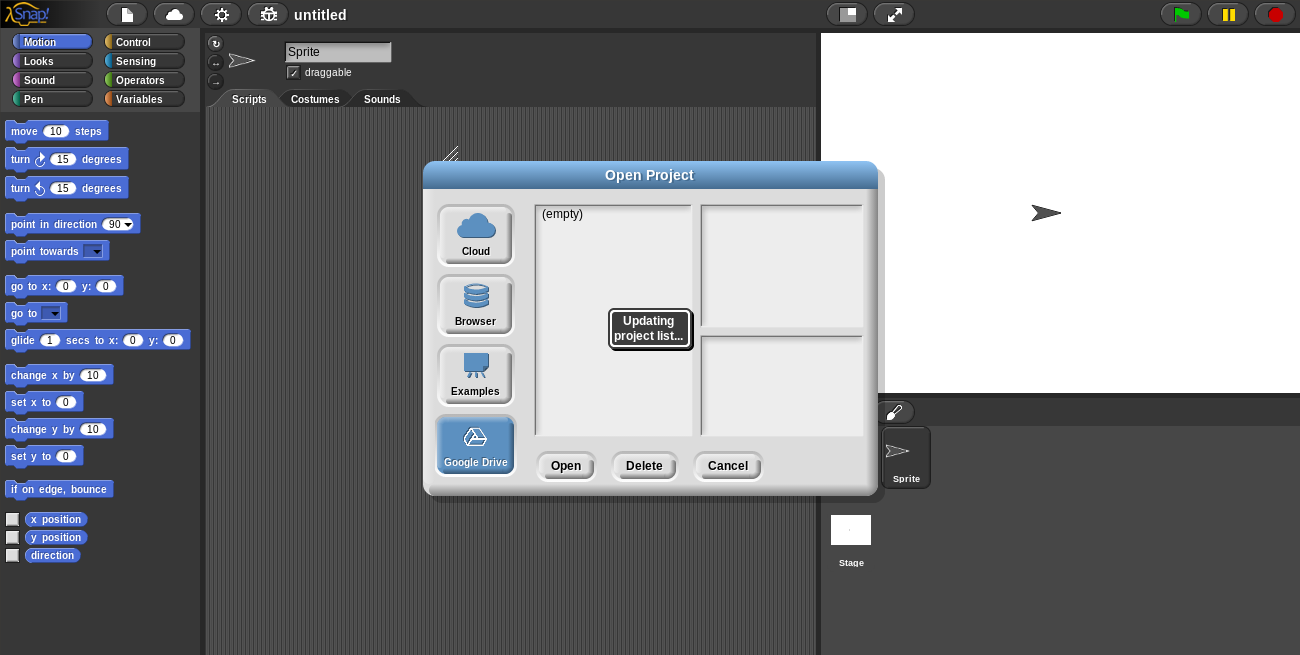 Snap!
untitled
Motion
Control
Looks
Sensing
Sound
Operators
Pen
Variables
Sprite
draggable
Scripts
Costumes
Sounds
move 10 steps
turn 15 degrees
turn 15 degrees
point in direction 90
point towards
go to x: 0 y: 0
go to
glide 1 secs to x: 0 y: 0
change x by 10
set x to 0
change y by 10
set y to 0
if on edge, bounce
x position
y position
direction
Open Project
Cloud
Browser
Examples
Google Drive
(empty)
Updating
project list...
Open
Delete
Cancel
Sprite
Stage